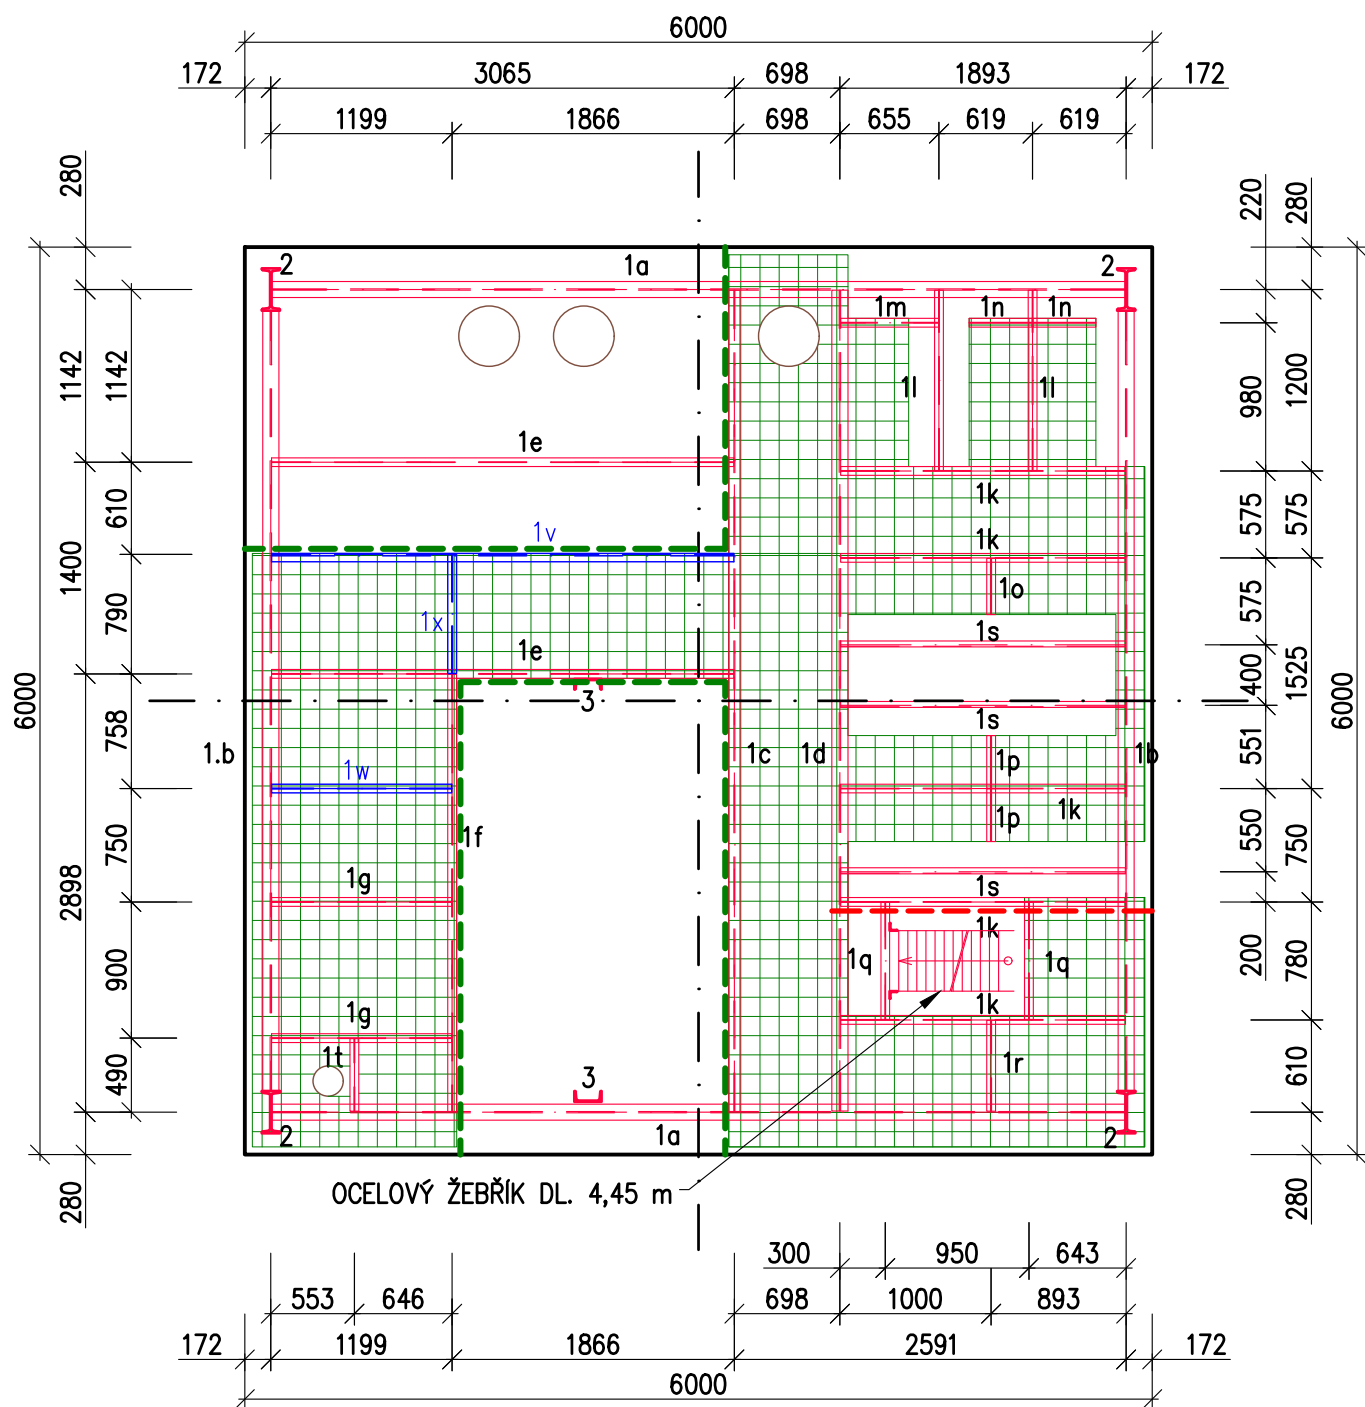 6000
172 3065 698 1893 172
1199 1866 698 655 619 619
280
220 280
2 1a 2
1m 1n 1n
1142 1142
1l 1l
980 1200
1e
1k
610
575 575
1v
1k
1400
1o
790
575
1x
1e
1s
6000
3
400 1525
6000
1.b
758
1s
1c 1d 1b
1w
1p
551
1k
1p
1f
750
550 750
2898
1g
1s
1k
1q 1q
200 780
900
1g
1k
1t
1r
490
3
610
2 1a 2
OCELOVÝ ŽEBŘÍK DL. 4,45 m
280
280
300 950 643
553 646 698 1000 893
172 1199 1866 2591 172
6000